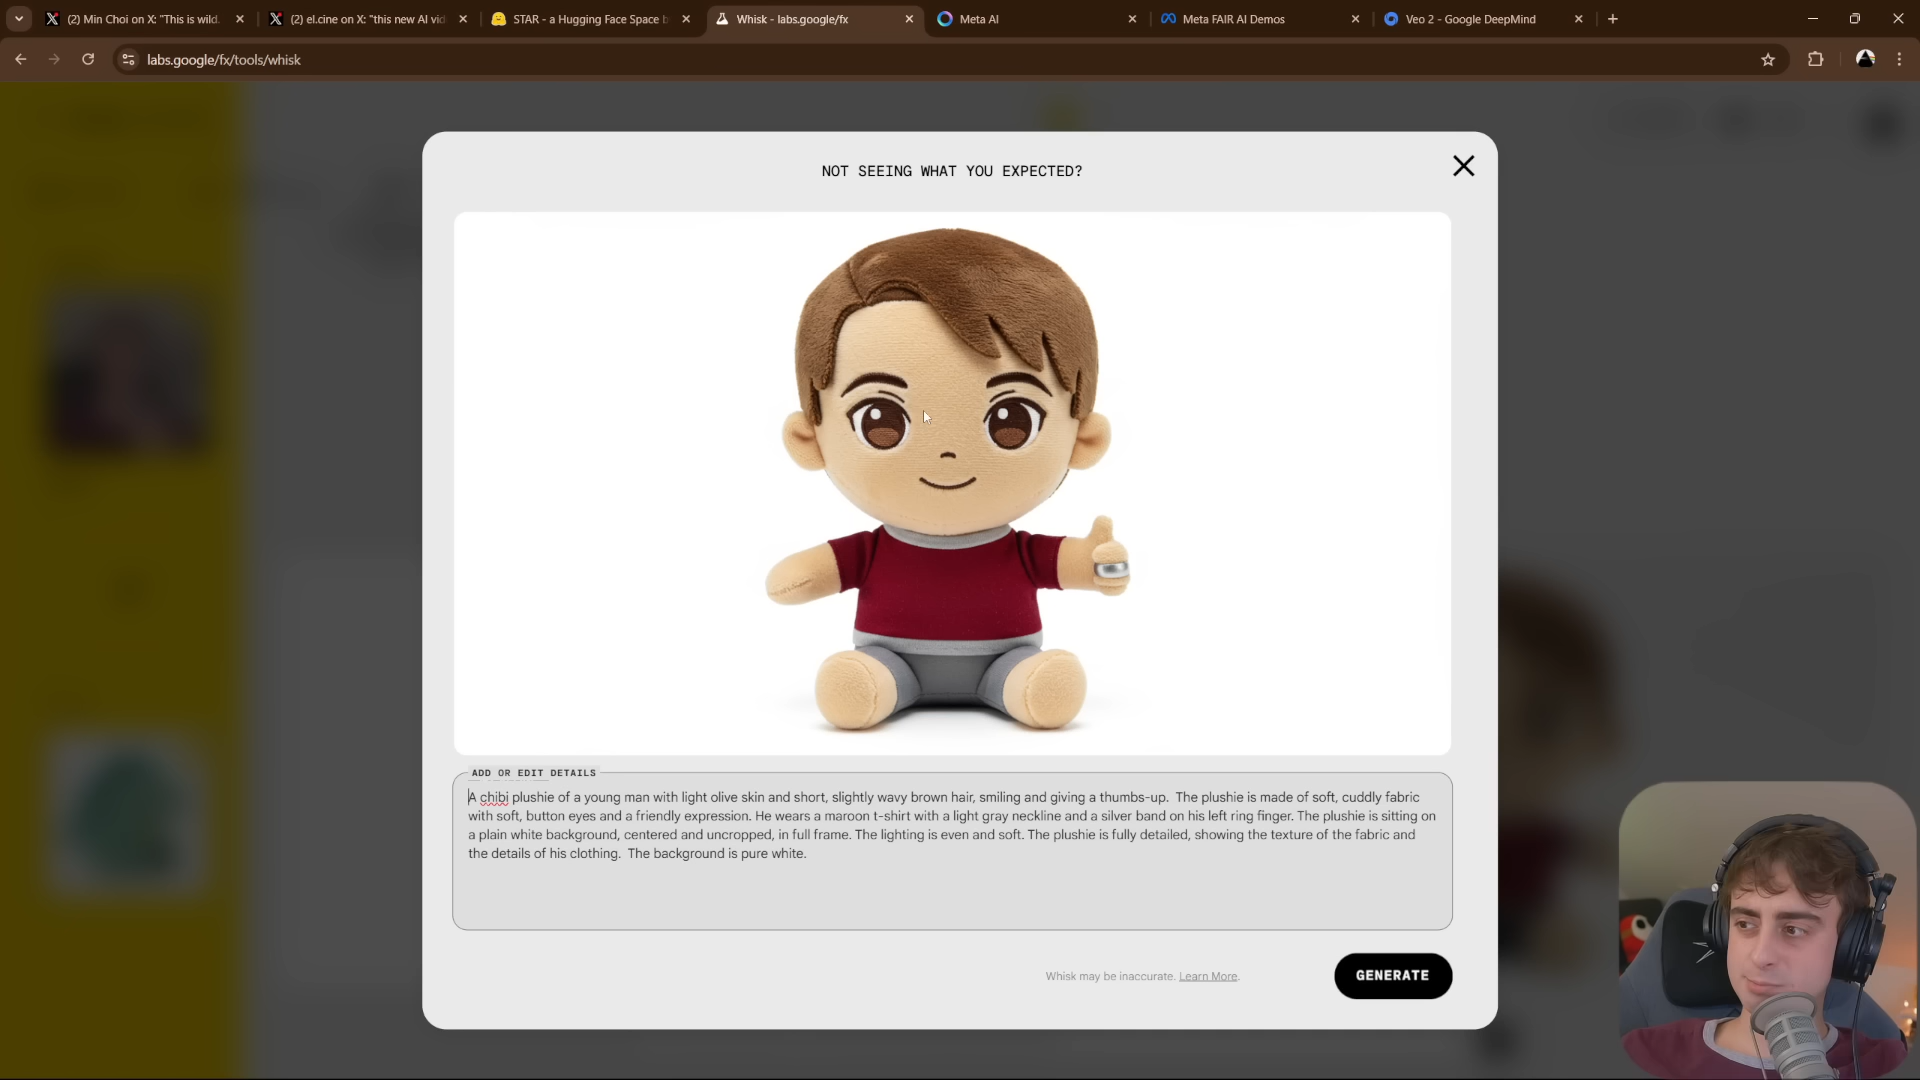 (2) Min Choi on X: "This is wild.
(2) el.cine on X: "this new AI vid
STAR - a Hugging Face Space b
Whisk - labs.google/fx
Meta AI
Meta FAIR AI Demos
Veo 2 - Google DeepMind
labs.google/fx/tools/whisk
NOT SEEING WHAT YOU EXPECTED?
ADD OR EDIT DETAILS
A chibi plushie of a young man with light olive skin and short, slightly wavy brown hair, smiling and giving a thumbs-up.  The plushie is made of soft, cuddly fabric
with soft, button eyes and a friendly expression. He wears a maroon t-shirt with a light gray neckline and a silver band on his left ring finger. The plushie is sitting on
a plain white background, centered and uncropped, in full frame. The lighting is even and soft. The plushie is fully detailed, showing the texture of the fabric and
the details of his clothing.  The background is pure white.
Whisk may be inaccurate. Learn More.
GENERATE